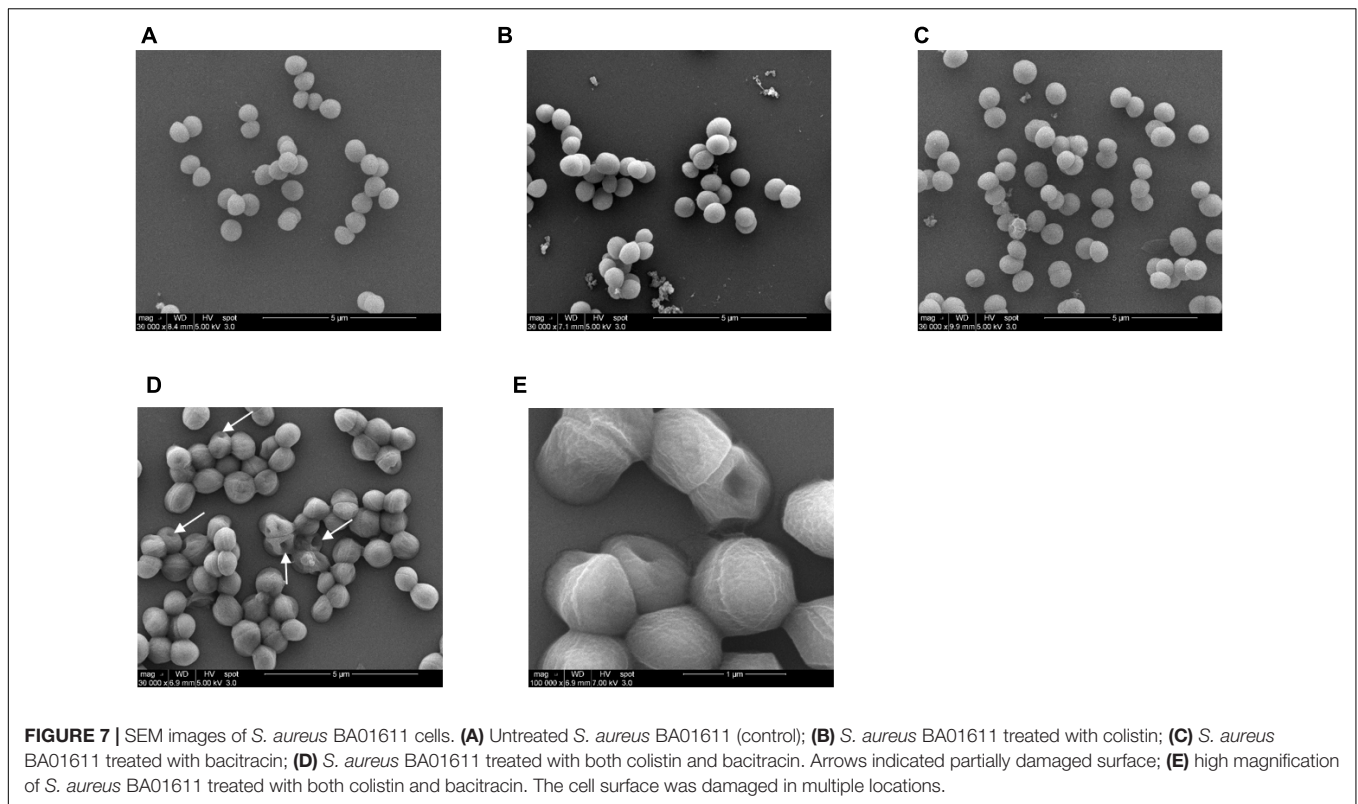 A
B
C
mag WD HV spot 5 µm
30 000 x 8.4 mm 5.00 kV 3.0
mag WD HV spot 5 µm
30 000 x 7.1 mm 5.00 kV 3.0
mag WD HV spot 5 µm
30 000 x 9.9 mm 5.00 kV 3.0
D
E
mag WD HV spot 5 µm
30 000 x 6.9 mm 5.00 kV 3.0
mag WD HV spot 1 µm
100 000 x 6.9 mm 7.00 kV 3.0
FIGURE 7 | SEM images of S. aureus BA01611 cells. (A) Untreated S. aureus BA01611 (control); (B) S. aureus BA01611 treated with colistin; (C) S. aureus
BA01611 treated with bacitracin; (D) S. aureus BA01611 treated with both colistin and bacitracin. Arrows indicated partially damaged surface; (E) high magnification
of S. aureus BA01611 treated with both colistin and bacitracin. The cell surface was damaged in multiple locations.